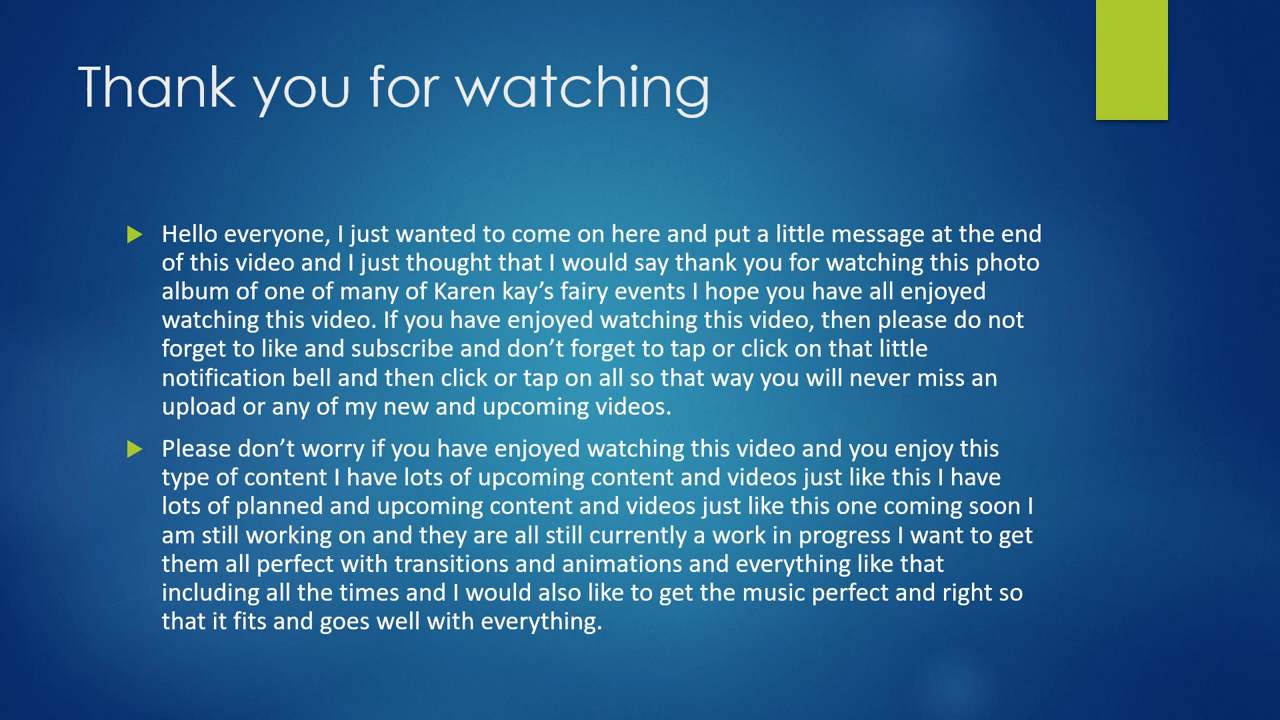 Thank you for watching
Hello everyone, I just wanted to come on here and put a little message at the end
of this video and I just thought that I would say thank you for watching this photo
album of one of many of Karen kay’s fairy events I hope you have all enjoyed
watching this video. If you have enjoyed watching this video, then please do not
forget to like and subscribe and don’t forget to tap or click on that little
notification bell and then click or tap on all so that way you will never miss an
upload or any of my new and upcoming videos.
Please don’t worry if you have enjoyed watching this video and you enjoy this
type of content I have lots of upcoming content and videos just like this I have
lots of planned and upcoming content and videos just like this one coming soon I
am still working on and they are all still currently a work in progress I want to get
them all perfect with transitions and animations and everything like that
including all the times and I would also like to get the music perfect and right so
that it fits and goes well with everything.